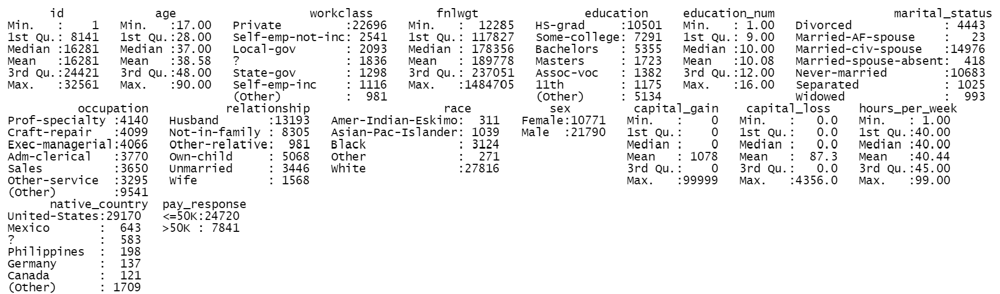 id             age                   workclass         fnlwgt               education     education_num                 marital_status
Min.   :    1   Min.   :17.00   Private         :22696   Min.   :  12285   HS-grad     :10501   Min.   : 1.00   Divorced             : 4443
1st Qu.: 8141   1st Qu.:28.00   Self-emp-not-inc: 2541   1st Qu.: 117827   Some-college: 7291   1st Qu.: 9.00   Married-AF-spouse    :   23
Median :16281   Median :37.00   Local-gov       : 2093   Median : 178356   Bachelors   : 5355   Median :10.00   Married-civ-spouse   :14976
Mean   :16281   Mean   :38.58   ?               : 1836   Mean   : 189778   Masters     : 1723   Mean   :10.08   Married-spouse-absent:  418
3rd Qu.:24421   3rd Qu.:48.00   State-gov       : 1298   3rd Qu.: 237051   Assoc-voc   : 1382   3rd Qu.:12.00   Never-married        :10683
Max.   :32561   Max.   :90.00   Self-emp-inc    : 1116   Max.   :1484705   11th        : 1175   Max.   :16.00   Separated            : 1025
                                (Other)         :  981                     (Other)     : 5134                   Widowed              :  993
          occupation           relationship                   race           sex         capital_gain    capital_loss    hours_per_week
Prof-specialty :4140   Husband       :13193   Amer-Indian-Eskimo:  311   Female:10771   Min.   :    0   Min.   :   0.0   Min.   : 1.00
Craft-repair   :4099   Not-in-family : 8305   Asian-Pac-Islander: 1039   Male  :21790   1st Qu.:    0   1st Qu.:   0.0   1st Qu.:40.00
Exec-managerial:4066   Other-relative:  981   Black             : 3124                  Median :    0   Median :   0.0   Median :40.00
Adm-clerical   :3770   Own-child     : 5068   Other             :  271                  Mean   : 1078   Mean   :  87.3   Mean   :40.44
Sales          :3650   Unmarried     : 3446   White             :27816                  3rd Qu.:    0   3rd Qu.:   0.0   3rd Qu.:45.00
Other-service  :3295   Wife          : 1568                                             Max.   :99999   Max.   :4356.0   Max.   :99.00
(Other)        :9541
      native_country  pay_response
United-States:29170   <=50K:24720
Mexico       :  643   >50K : 7841
?            :  583
Philippines  :  198
Germany      :  137
Canada       :  121
(Other)      : 1709